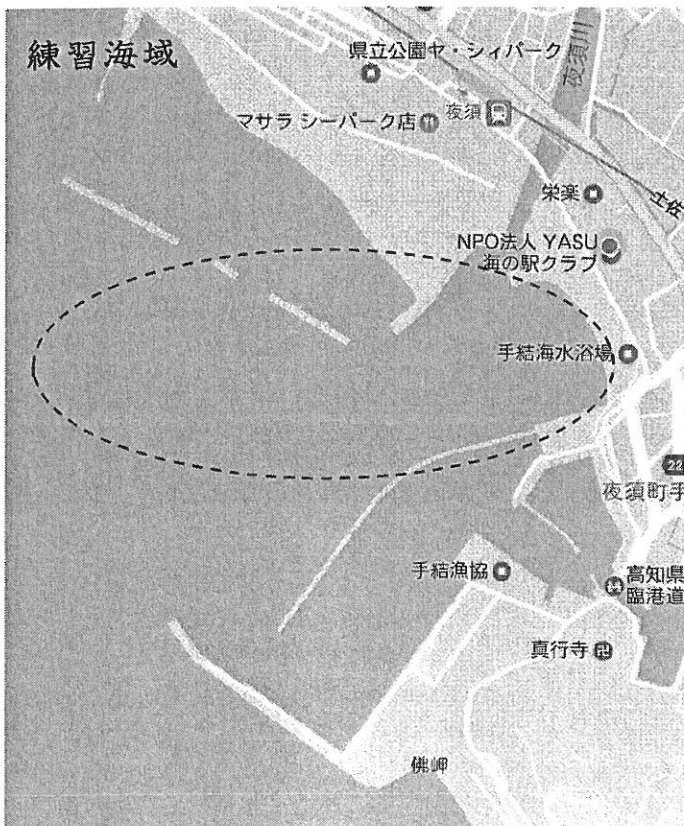 練習海域
県立公園ヤ・シィパーク
夜須川
マサラ シーパーク店
夜須
栄楽
土佐
NPO法人 YASU
海の駅クラブ
手結海水浴場
22
夜須町手
手結漁協
高知県
臨港道
真行寺
卍
佛岬